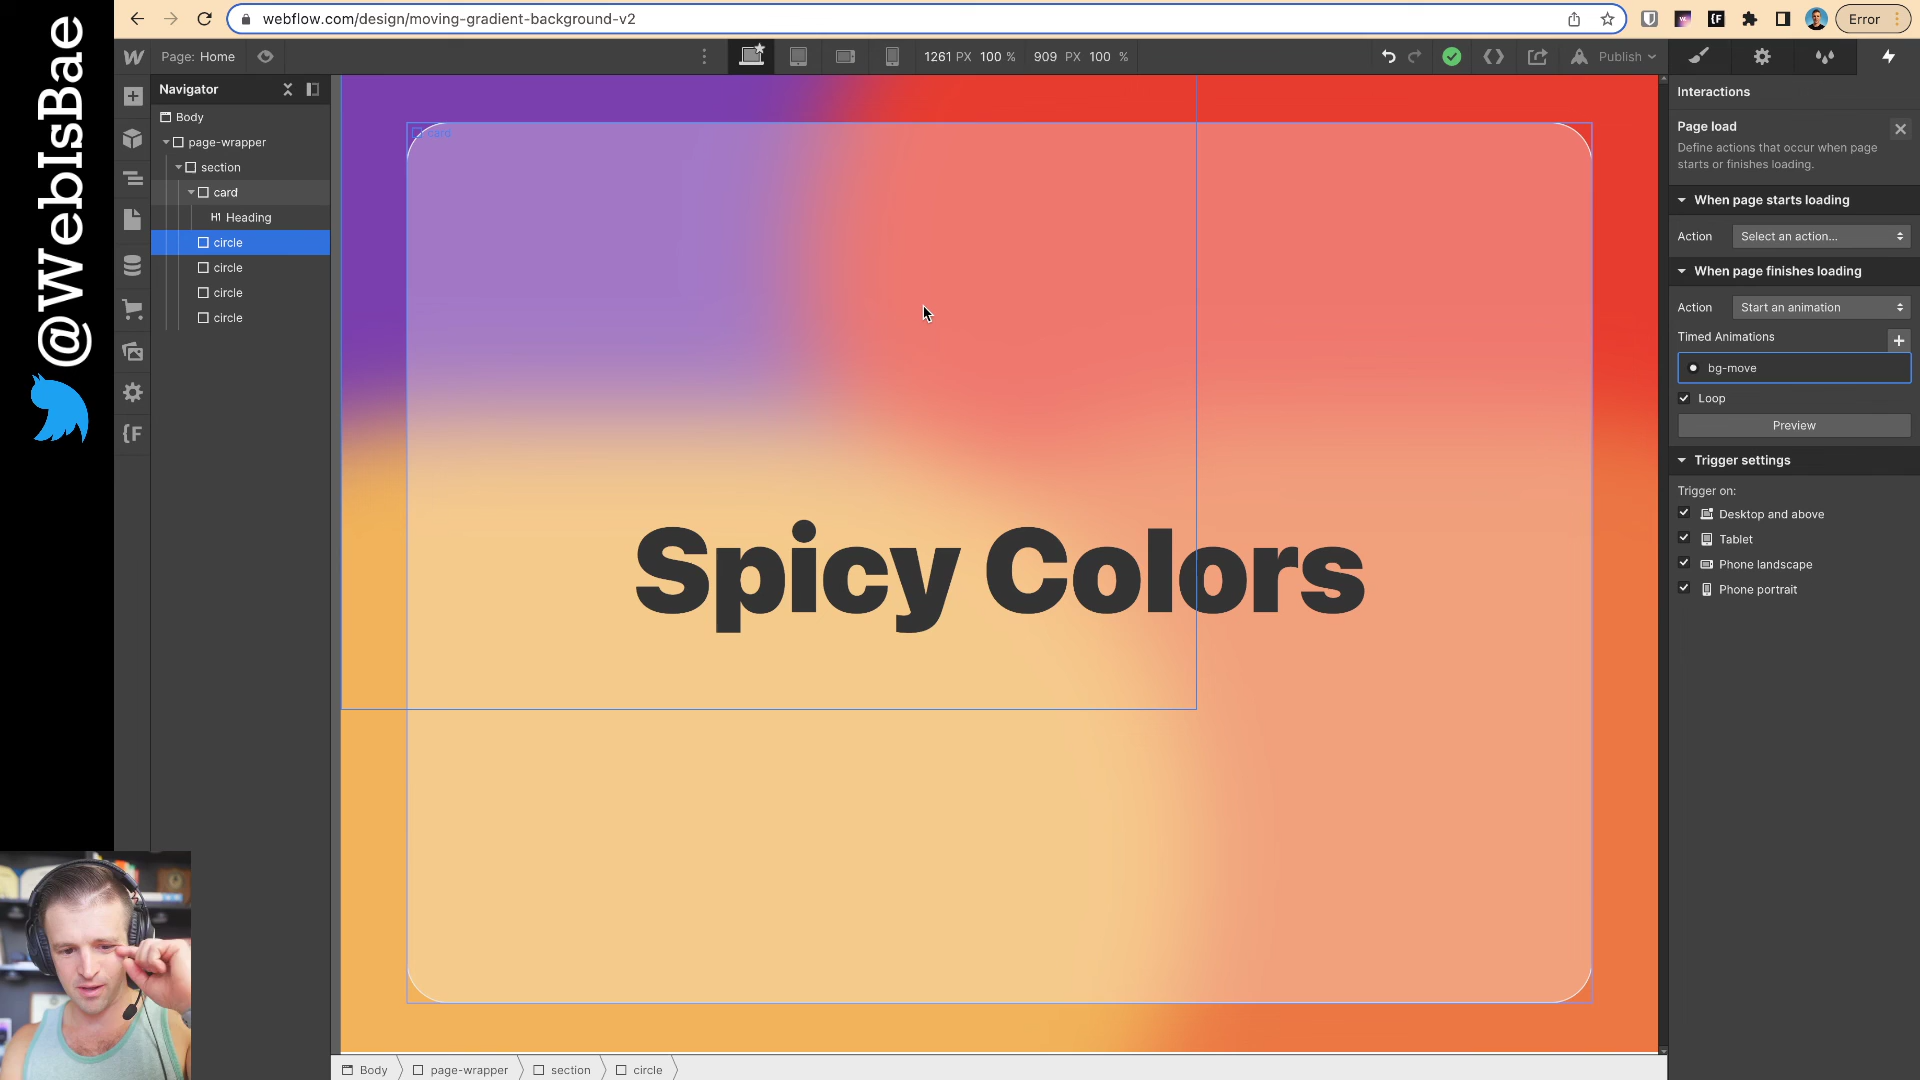 @WebIsBae
webflow.com/design/moving-gradient-background-v2
Error
Page: Home
1261 PX 100 %
909 PX 100 %
Publish
Navigator
Body
page-wrapper
section
card
H1 Heading
circle
circle
circle
circle
card
Spicy Colors
Interactions
Page load
Define actions that occur when page
starts or finishes loading.
When page starts loading
Action Select an action...
When page finishes loading
Action Start an animation
Timed Animations
bg-move
Loop
Preview
Trigger settings
Trigger on:
Desktop and above
Tablet
Phone landscape
Phone portrait
Body page-wrapper section circle